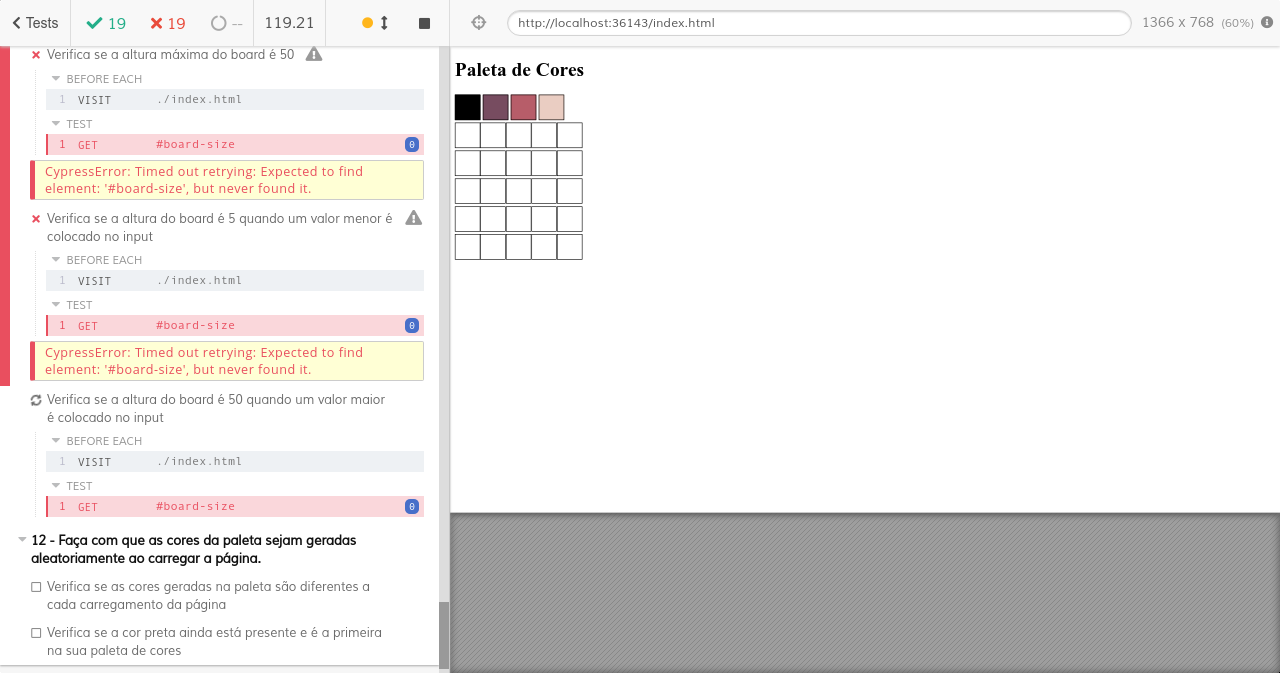 Tests 19 19 -- 119.21 http://localhost:36143/index.html 1366 x 768 (60%)
Verifica se a altura máxima do board é 50
BEFORE EACH
1 VISIT ./index.html
TEST
1 GET #board-size 0
CypressError: Timed out retrying: Expected to find
element: '#board-size', but never found it.
Verifica se a altura do board é 5 quando um valor menor é
colocado no input
BEFORE EACH
1 VISIT ./index.html
TEST
1 GET #board-size 0
CypressError: Timed out retrying: Expected to find
element: '#board-size', but never found it.
Verifica se a altura do board é 50 quando um valor maior
é colocado no input
BEFORE EACH
1 VISIT ./index.html
TEST
1 GET #board-size 0
12 - Faça com que as cores da paleta sejam geradas
aleatoriamente ao carregar a página.
Verifica se as cores geradas na paleta são diferentes a
cada carregamento da página
Verifica se a cor preta ainda está presente e é a primeira
na sua paleta de cores
Paleta de Cores